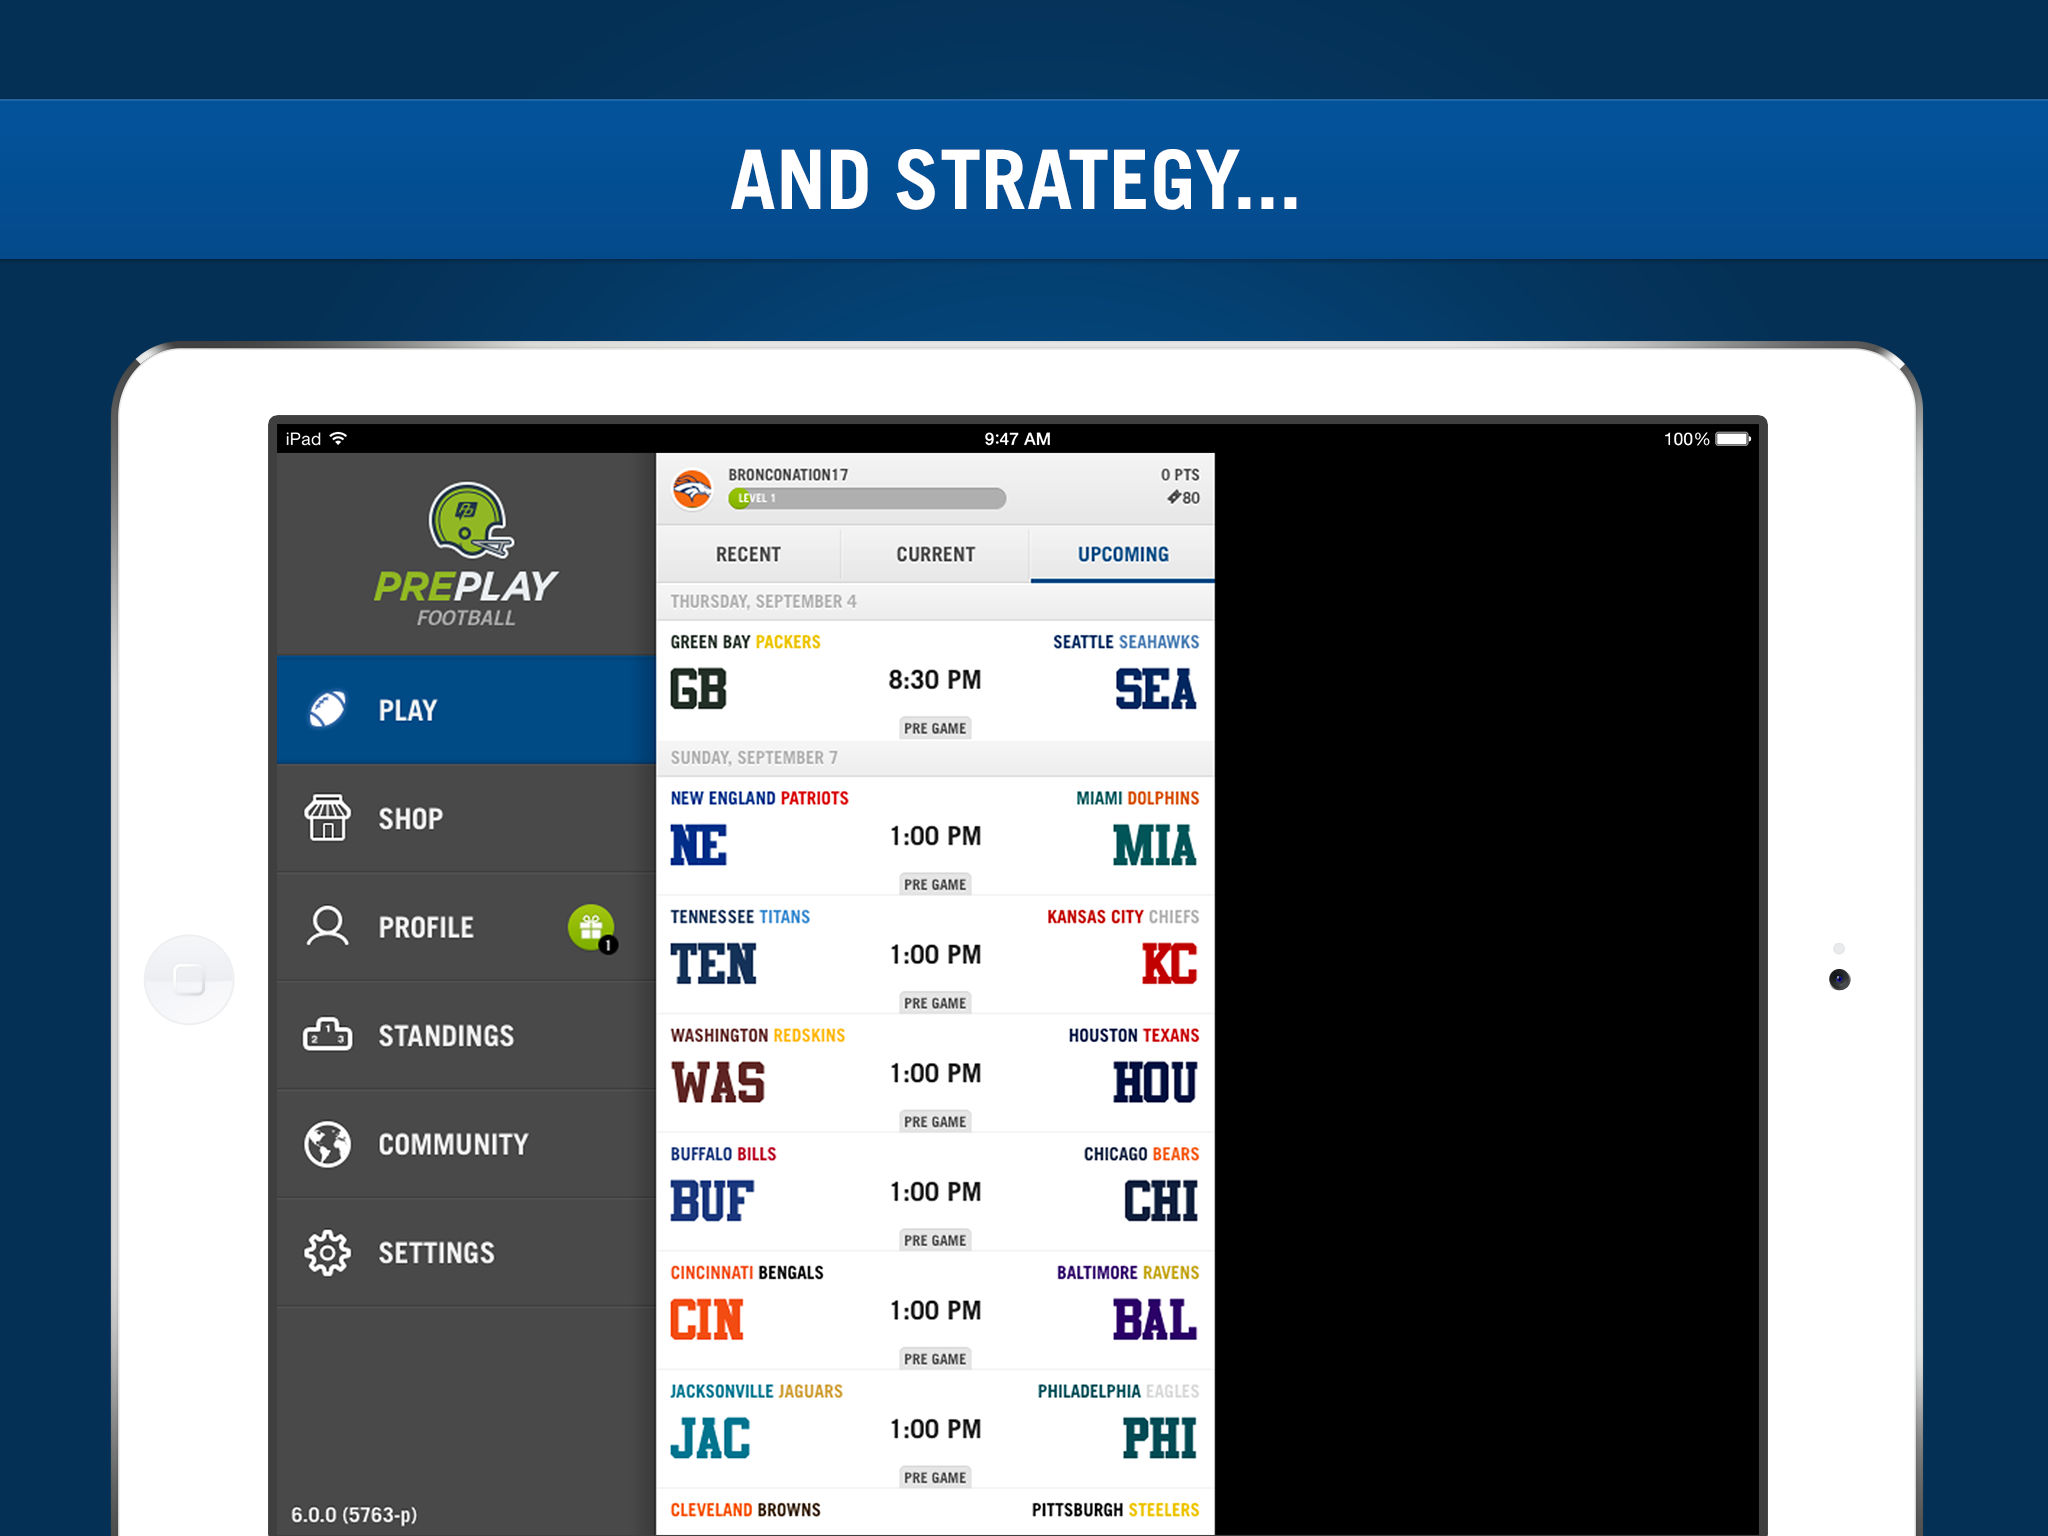 AND STRATEGY...
iPad
9:47 AM
100%
PREPLAY
FOOTBALL
PLAY
SHOP
PROFILE
1
STANDINGS
1
2 3
COMMUNITY
SETTINGS
6.0.0 (5763-p)
BRONCONATION17
0 PTS
LEVEL 1
80
RECENT CURRENT UPCOMING
THURSDAY, SEPTEMBER 4
GREEN BAY PACKERS SEATTLE SEAHAWKS
GB 8:30 PM SEA
PRE GAME
SUNDAY, SEPTEMBER 7
NEW ENGLAND PATRIOTS MIAMI DOLPHINS
NE 1:00 PM MIA
PRE GAME
TENNESSEE TITANS KANSAS CITY CHIEFS
TEN 1:00 PM KC
PRE GAME
WASHINGTON REDSKINS HOUSTON TEXANS
WAS 1:00 PM HOU
PRE GAME
BUFFALO BILLS CHICAGO BEARS
BUF 1:00 PM CHI
PRE GAME
CINCINNATI BENGALS BALTIMORE RAVENS
CIN 1:00 PM BAL
PRE GAME
JACKSONVILLE JAGUARS PHILADELPHIA EAGLES
JAC 1:00 PM PHI
PRE GAME
CLEVELAND BROWNS PITTSBURGH STEELERS